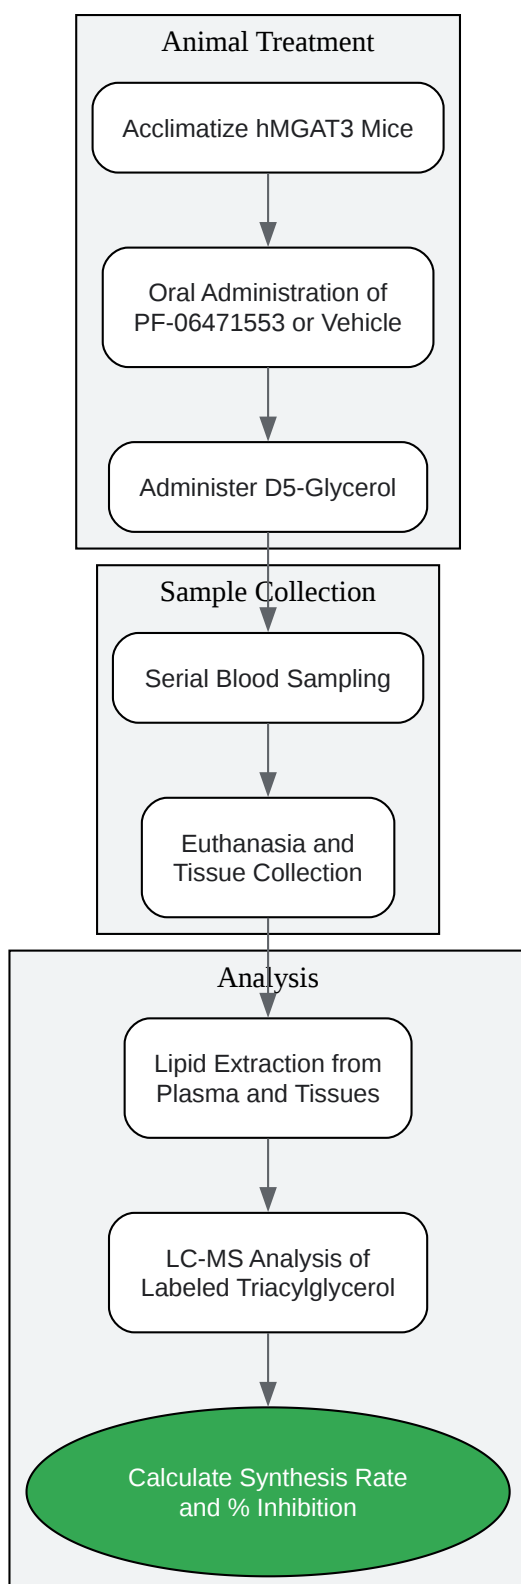 Animal Treatment
Acclimatize hMGAT3 Mice
Oral Administration of
PF-06471553 or Vehicle
Administer D5-Glycerol
Sample Collection
Serial Blood Sampling
Euthanasia and
Tissue Collection
Analysis
Lipid Extraction from
Plasma and Tissues
LC-MS Analysis of
Labeled Triacylglycerol
Calculate Synthesis Rate
and % Inhibition